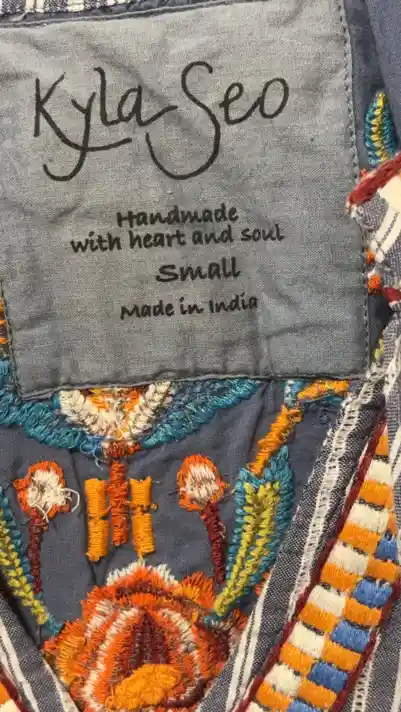 Kyla Seo
Handmade
with heart and soul
Small
Made in India